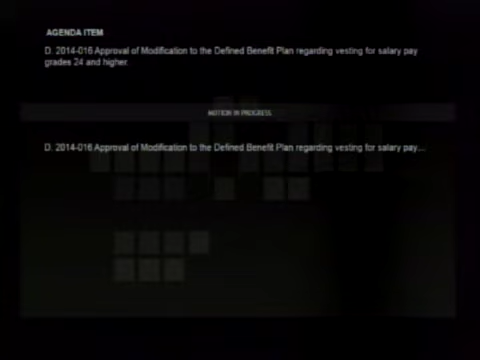 AGENDA ITEM
D. 2014-016 Approval of Modification to the Defined Benefit Plan regarding vesting for salary pay
grades 24 and higher.
MOTION IN PROGRESS
D. 2014-016 Approval of Modification to the Defined Benefit Plan regarding vesting for salary pay...